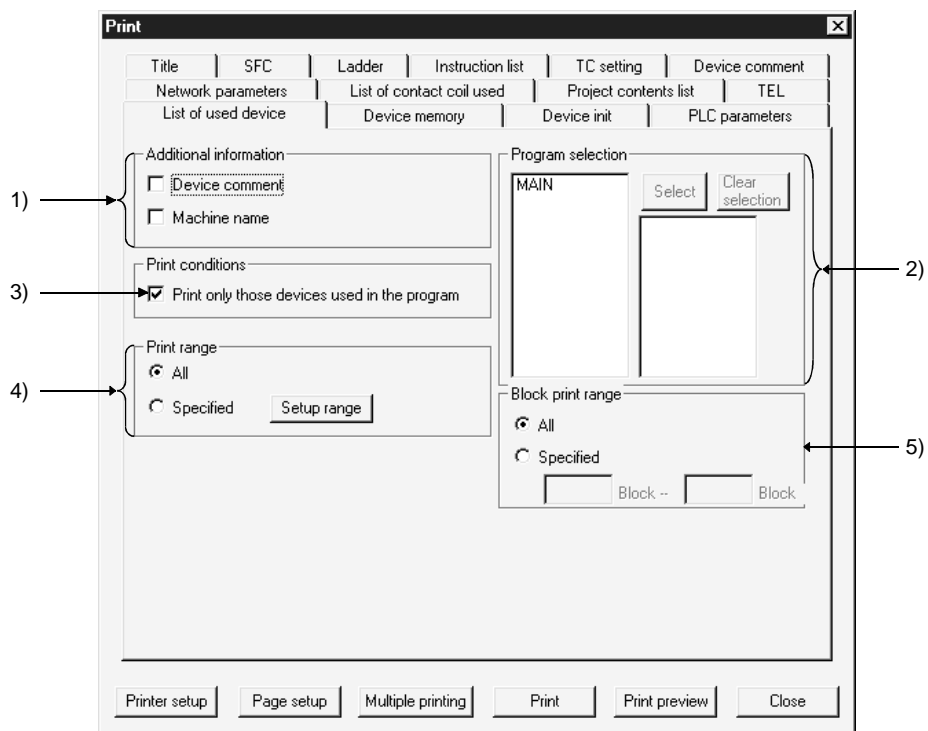 Print
Title SFC Ladder Instruction list TC setting Device comment
Network parameters List of contact coil used Project contents list TEL
List of used device Device memory Device init PLC parameters
Additional information
Device comment
Machine name
1)
Program selection
MAIN
Select
Clear selection
2)
Print conditions
3)
Print only those devices used in the program
Print range
All
Specified Setup range
4)
Block print range
All
Specified
Block -- Block
5)
Printer setup Page setup Multiple printing Print Print preview Close